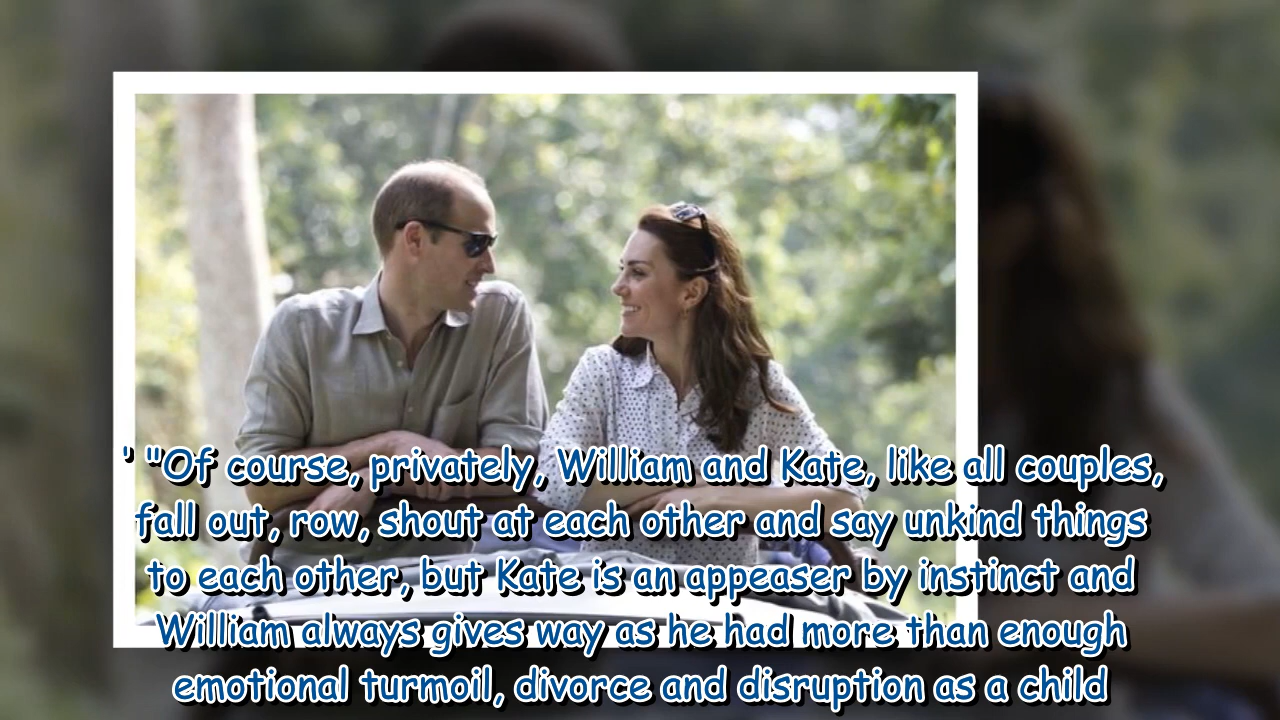 ' "Of course, privately, William and Kate, like all couples,
fall out, row, shout at each other and say unkind things
to each other, but Kate is an appeaser by instinct and
William always gives way as he had more than enough
emotional turmoil, divorce and disruption as a child